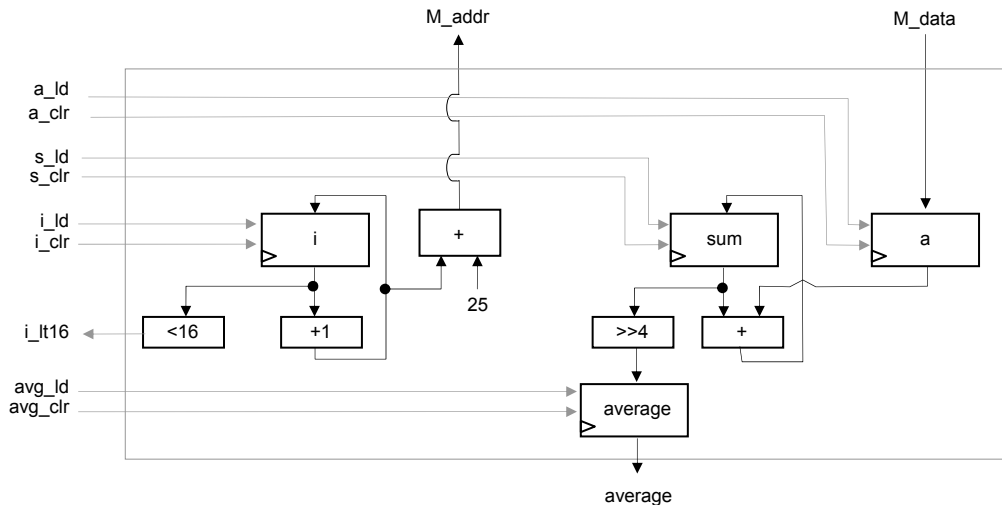 M_addr
M_data
a_ld
a_clr
s_ld
s_clr
i_ld
i_clr
i
+
sum
a
25
i_lt16
<16
+1
>>4
+
avg_ld
avg_clr
average
average